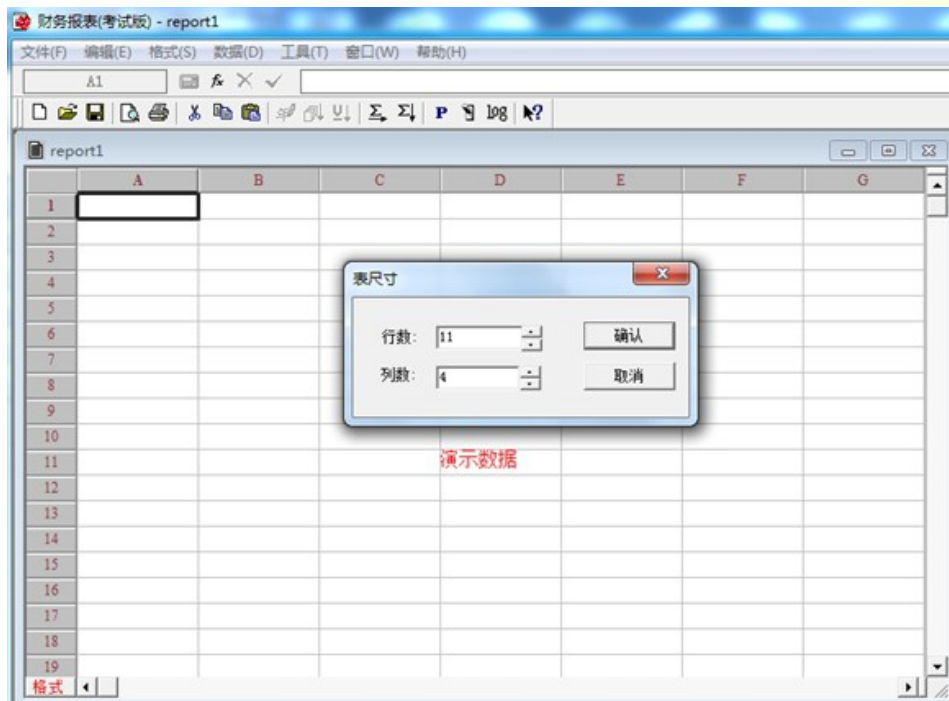 财务报表(考试版) - report1
文件(F) 编辑(E) 格式(S) 数据(D) 工具(T) 窗口(W) 帮助(H)
A1 fx
P log
report1
A B C D E F G
1
2
3
表尺寸
4
5
行数: 11 确认
6
7
列数: 4 取消
8
9
10
11 演示数据
12
13
14
15
16
17
18
19
格式